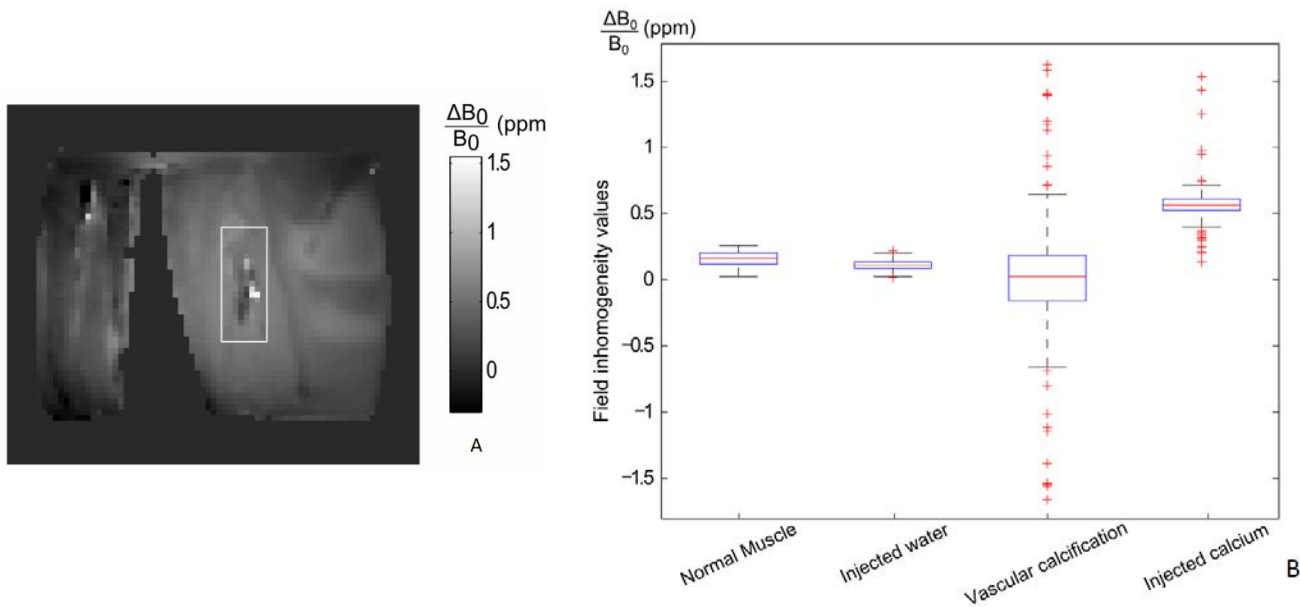 ΔB₀
B₀ (ppm
1.5
1
0.5
0
A
ΔB₀
B₀ (ppm)
Field inhomogeneity values
1.5
1
0.5
0
−0.5
−1
−1.5
Normal Muscle
Injected water
Vascular calcification
Injected calcium
B